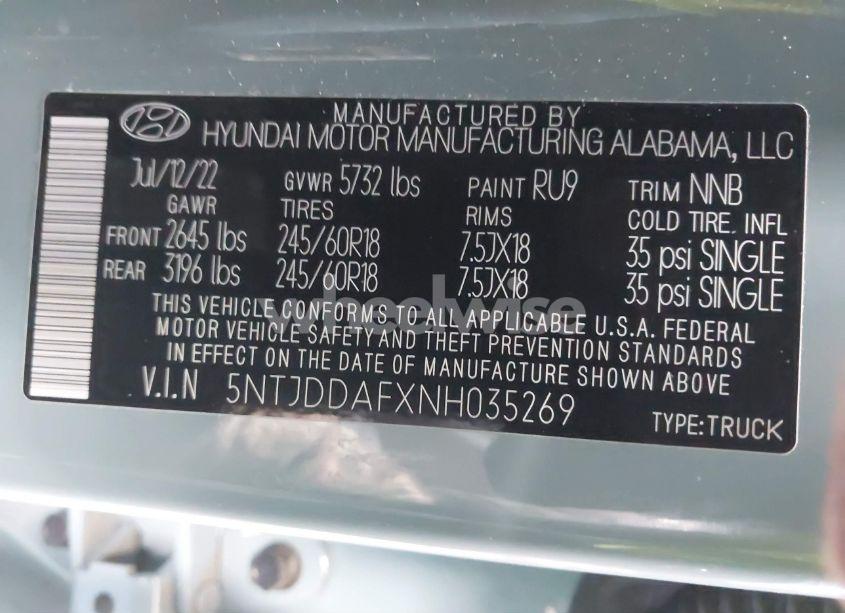 MANUFACTURED BY
HYUNDAI MOTOR MANUFACTURING ALABAMA, LLC
Jul/12/22 GVWR 5732 lbs PAINT RU9 TRIM NNB
GAWR TIRES RIMS COLD TIRE. INFL
FRONT 2645 lbs 245/60R18 7.5JX18 35 psi SINGLE
REAR 3196 lbs 245/60R18 7.5JX18 35 psi SINGLE
THIS VEHICLE CONFORMS TO ALL APPLICABLE U.S.A. FEDERAL
MOTOR VEHICLE SAFETY AND THEFT PREVENTION STANDARDS
IN EFFECT ON THE DATE OF MANUFACTURE SHOWN ABOVE
V.I.N 5NTJDDAFXNH035269 TYPE:TRUCK
wheelwise